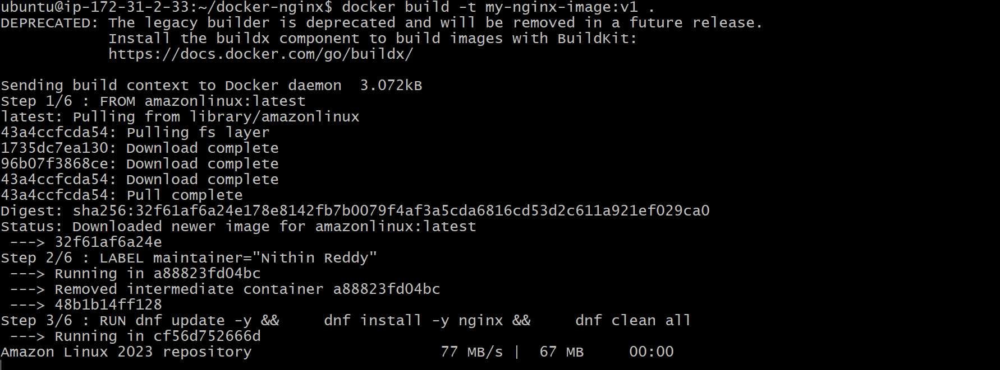 ubuntu@ip-172-31-2-33:~/docker-nginx$ docker build -t my-nginx-image:v1 .
DEPRECATED: The legacy builder is deprecated and will be removed in a future release.
            Install the buildx component to build images with BuildKit:
            https://docs.docker.com/go/buildx/

Sending build context to Docker daemon  3.072kB
Step 1/6 : FROM amazonlinux:latest
latest: Pulling from library/amazonlinux
43a4ccfcda54: Pulling fs layer
1735dc7ea130: Download complete
96b07f3868ce: Download complete
43a4ccfcda54: Download complete
43a4ccfcda54: Pull complete
Digest: sha256:32f61af6a24e178e8142fb7b0079f4af3a5cda6816cd53d2c611a921ef029ca0
Status: Downloaded newer image for amazonlinux:latest
 ---> 32f61af6a24e
Step 2/6 : LABEL maintainer="Nithin Reddy"
 ---> Running in a88823fd04bc
 ---> Removed intermediate container a88823fd04bc
 ---> 48b1b14ff128
Step 3/6 : RUN dnf update -y &&     dnf install -y nginx &&     dnf clean all
 ---> Running in cf56d752666d
Amazon Linux 2023 repository                     77 MB/s |  67 MB     00:00